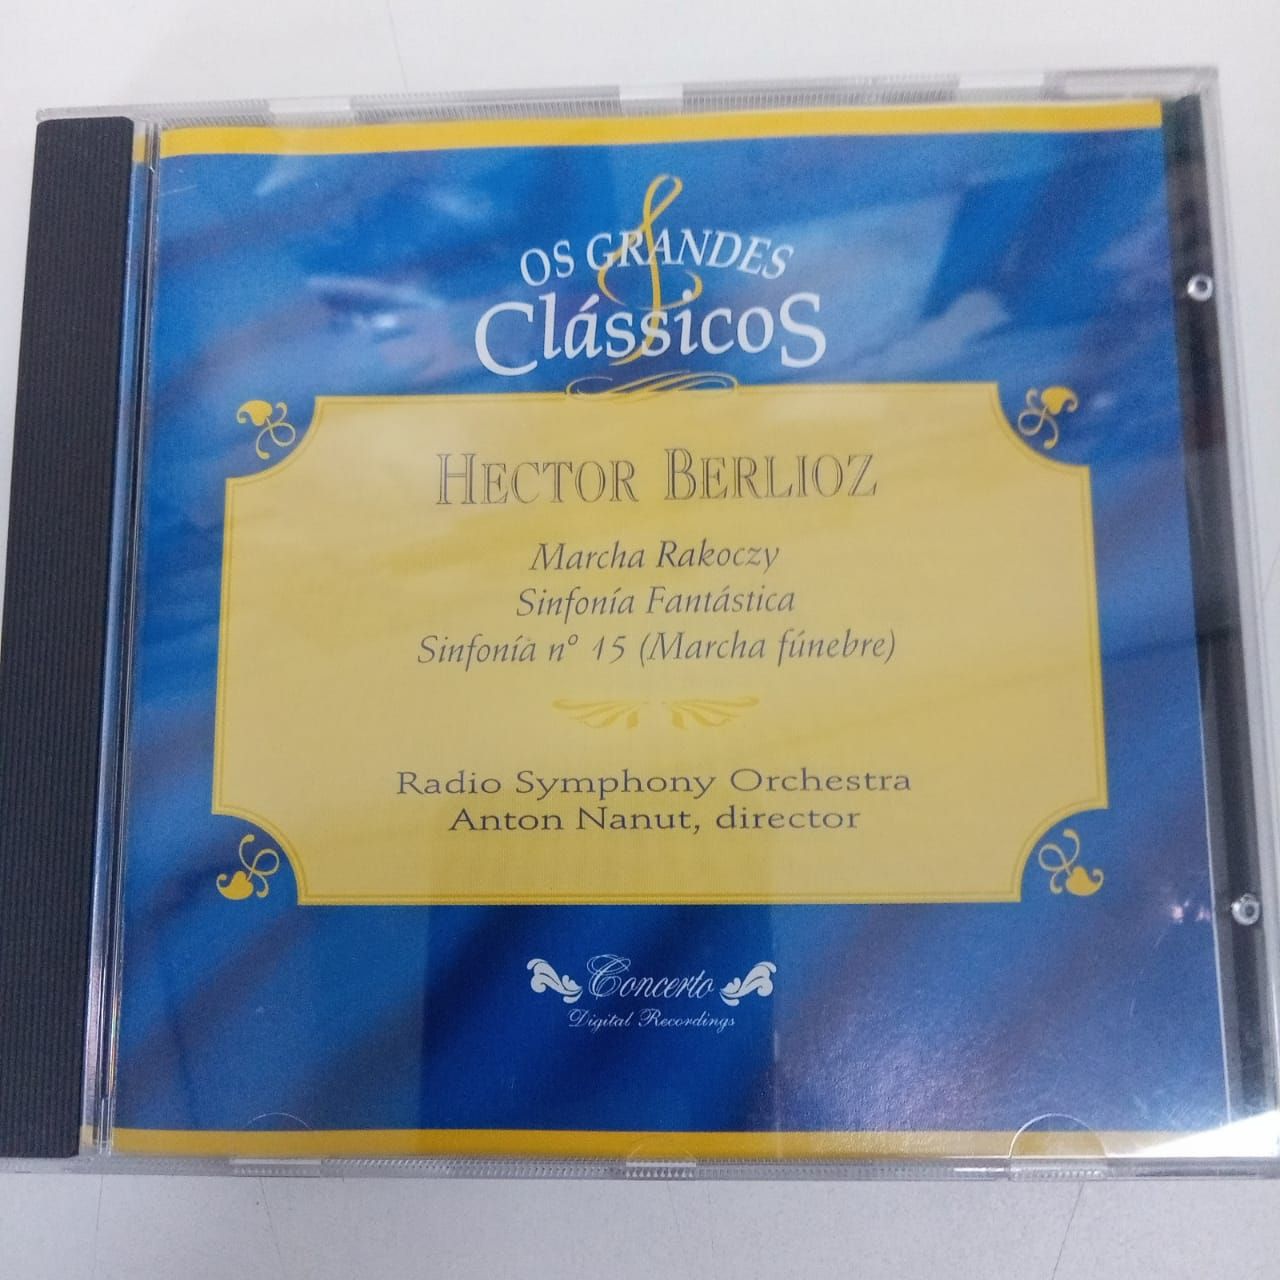 OS GRANDES
ClássicoS
HECTOR BERLIOZ
Marcha Rakoczy
Sinfonía Fantástica
Sinfonía nº 15 (Marcha fúnebre)
Radio Symphony Orchestra
Anton Nanut, director
Concerto
Digital Recordings